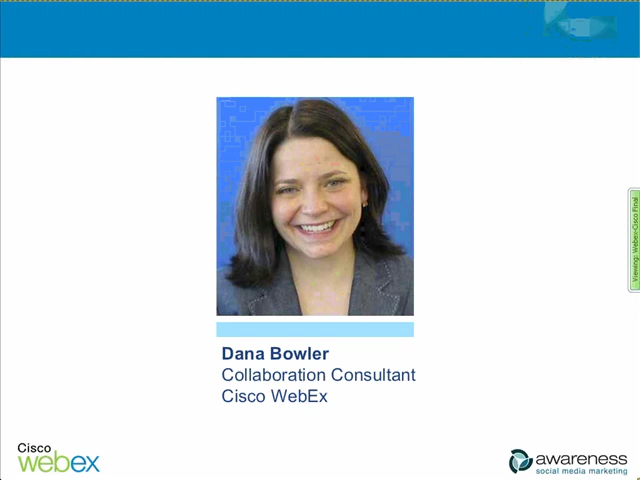 Viewing: Webex-Cisco Final
Dana Bowler
Collaboration Consultant
Cisco WebEx
Cisco
webex
awareness
social media marketing